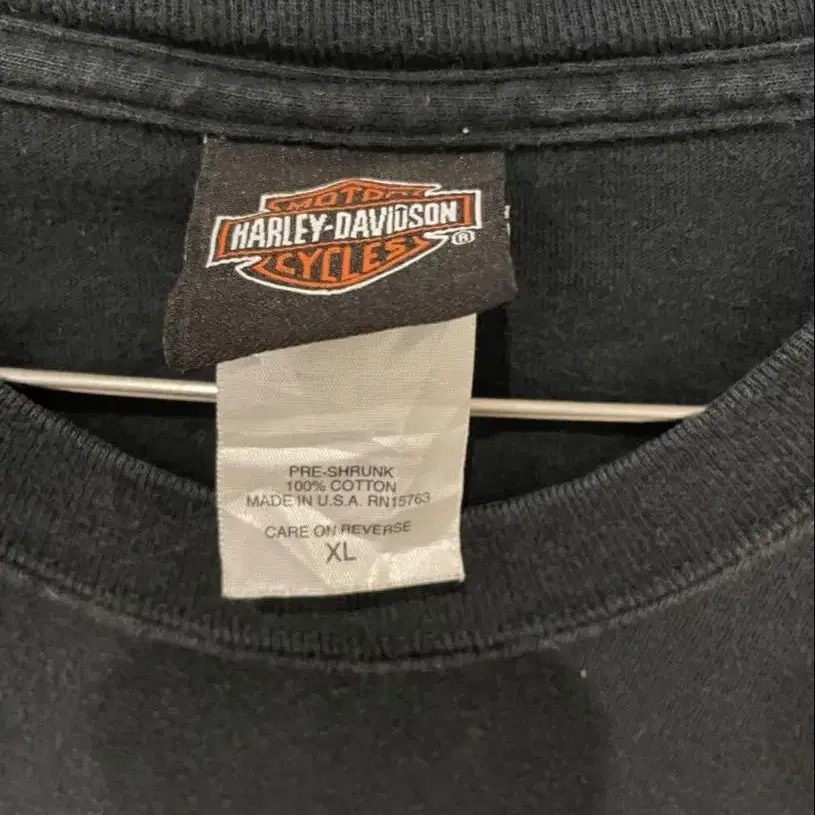 MOTOR
HARLEY-DAVIDSON
CYCLES ®
PRE-SHRUNK
100% COTTON
MADE IN U.S.A. RN15763
CARE ON REVERSE
XL